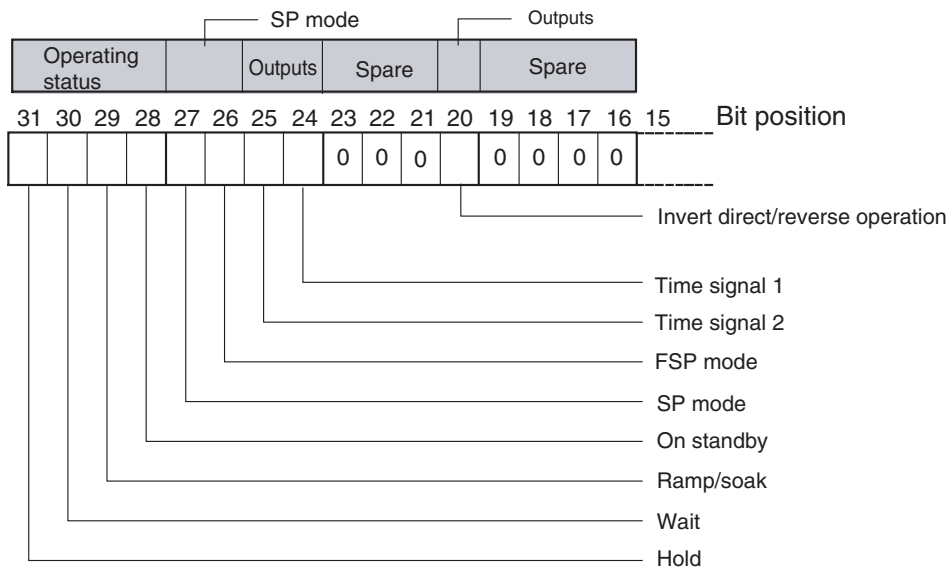 SP mode
Outputs
Operating status
Outputs
Spare
Spare
31 30 29 28 27 26 25 24 23 22 21 20 19 18 17 16 15 Bit position
0 0 0 0 0 0 0
Invert direct/reverse operation
Time signal 1
Time signal 2
FSP mode
SP mode
On standby
Ramp/soak
Wait
Hold